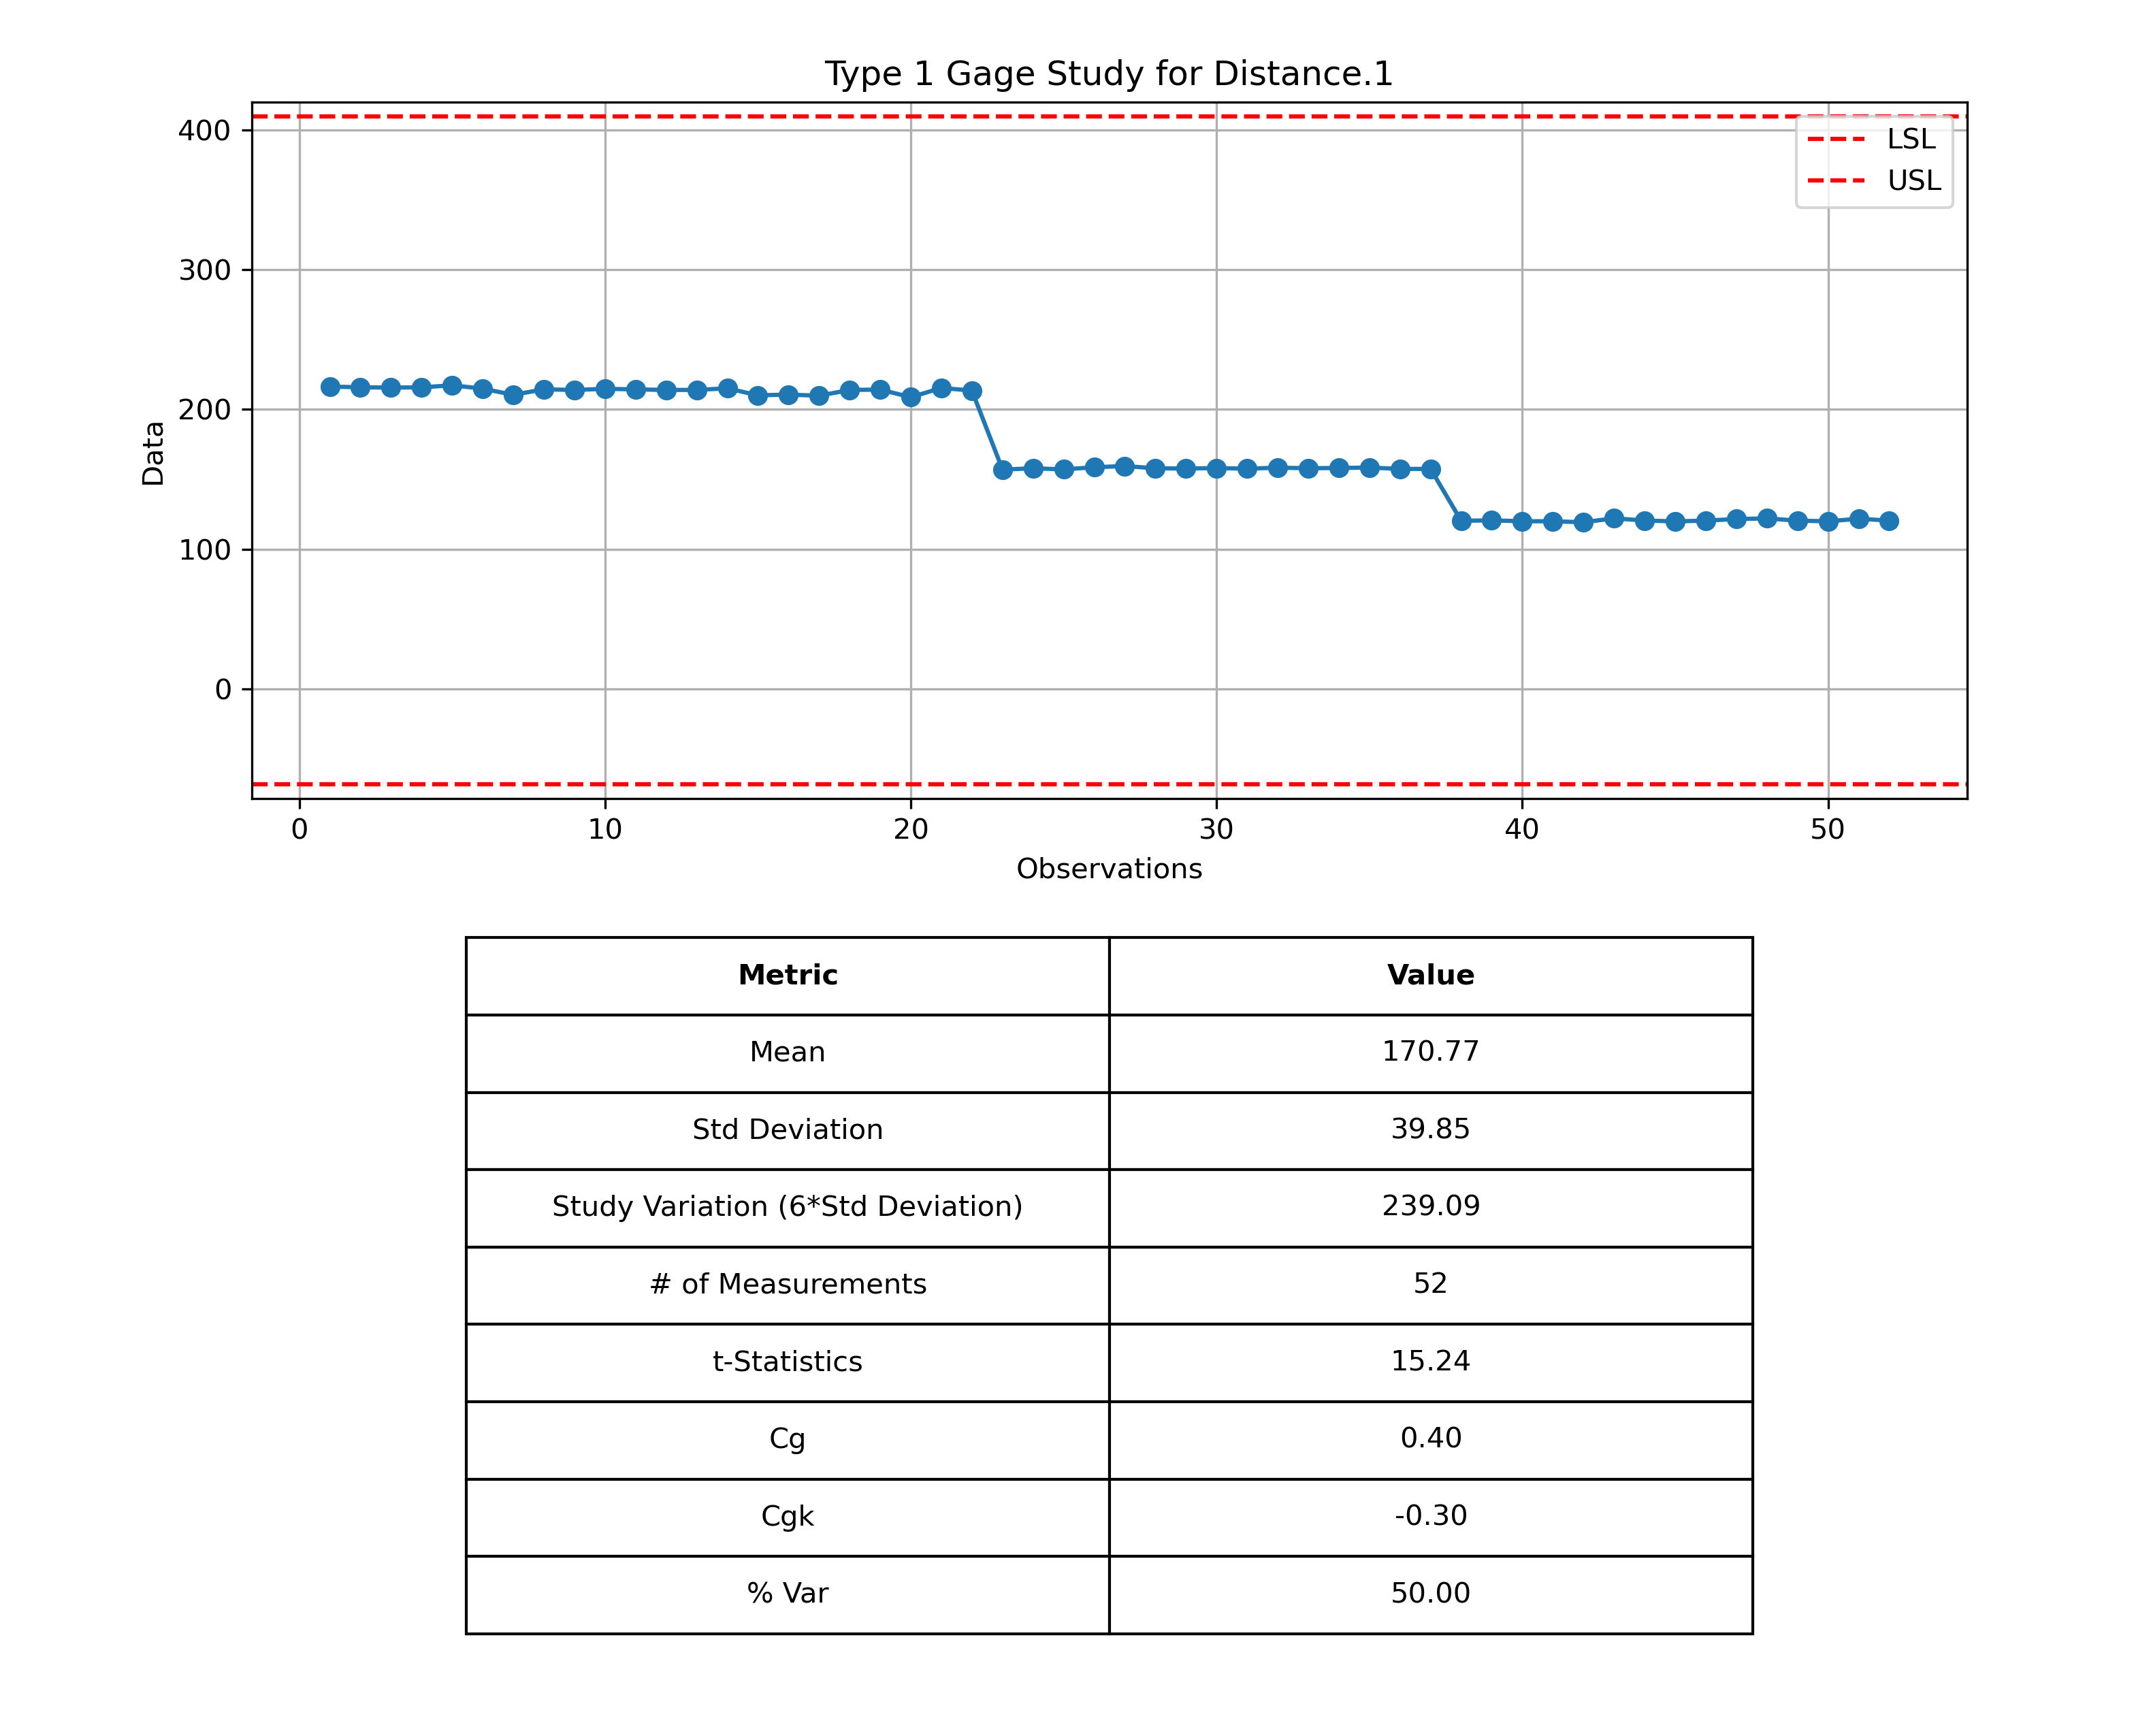 Type 1 Gage Study for Distance.1
400
300
200
100
0
Data
LSL
USL
0 10 20 30 40 50
Observations
Metric Value
Mean 170.77
Std Deviation 39.85
Study Variation (6*Std Deviation) 239.09
# of Measurements 52
t-Statistics 15.24
Cg 0.40
Cgk -0.30
% Var 50.00